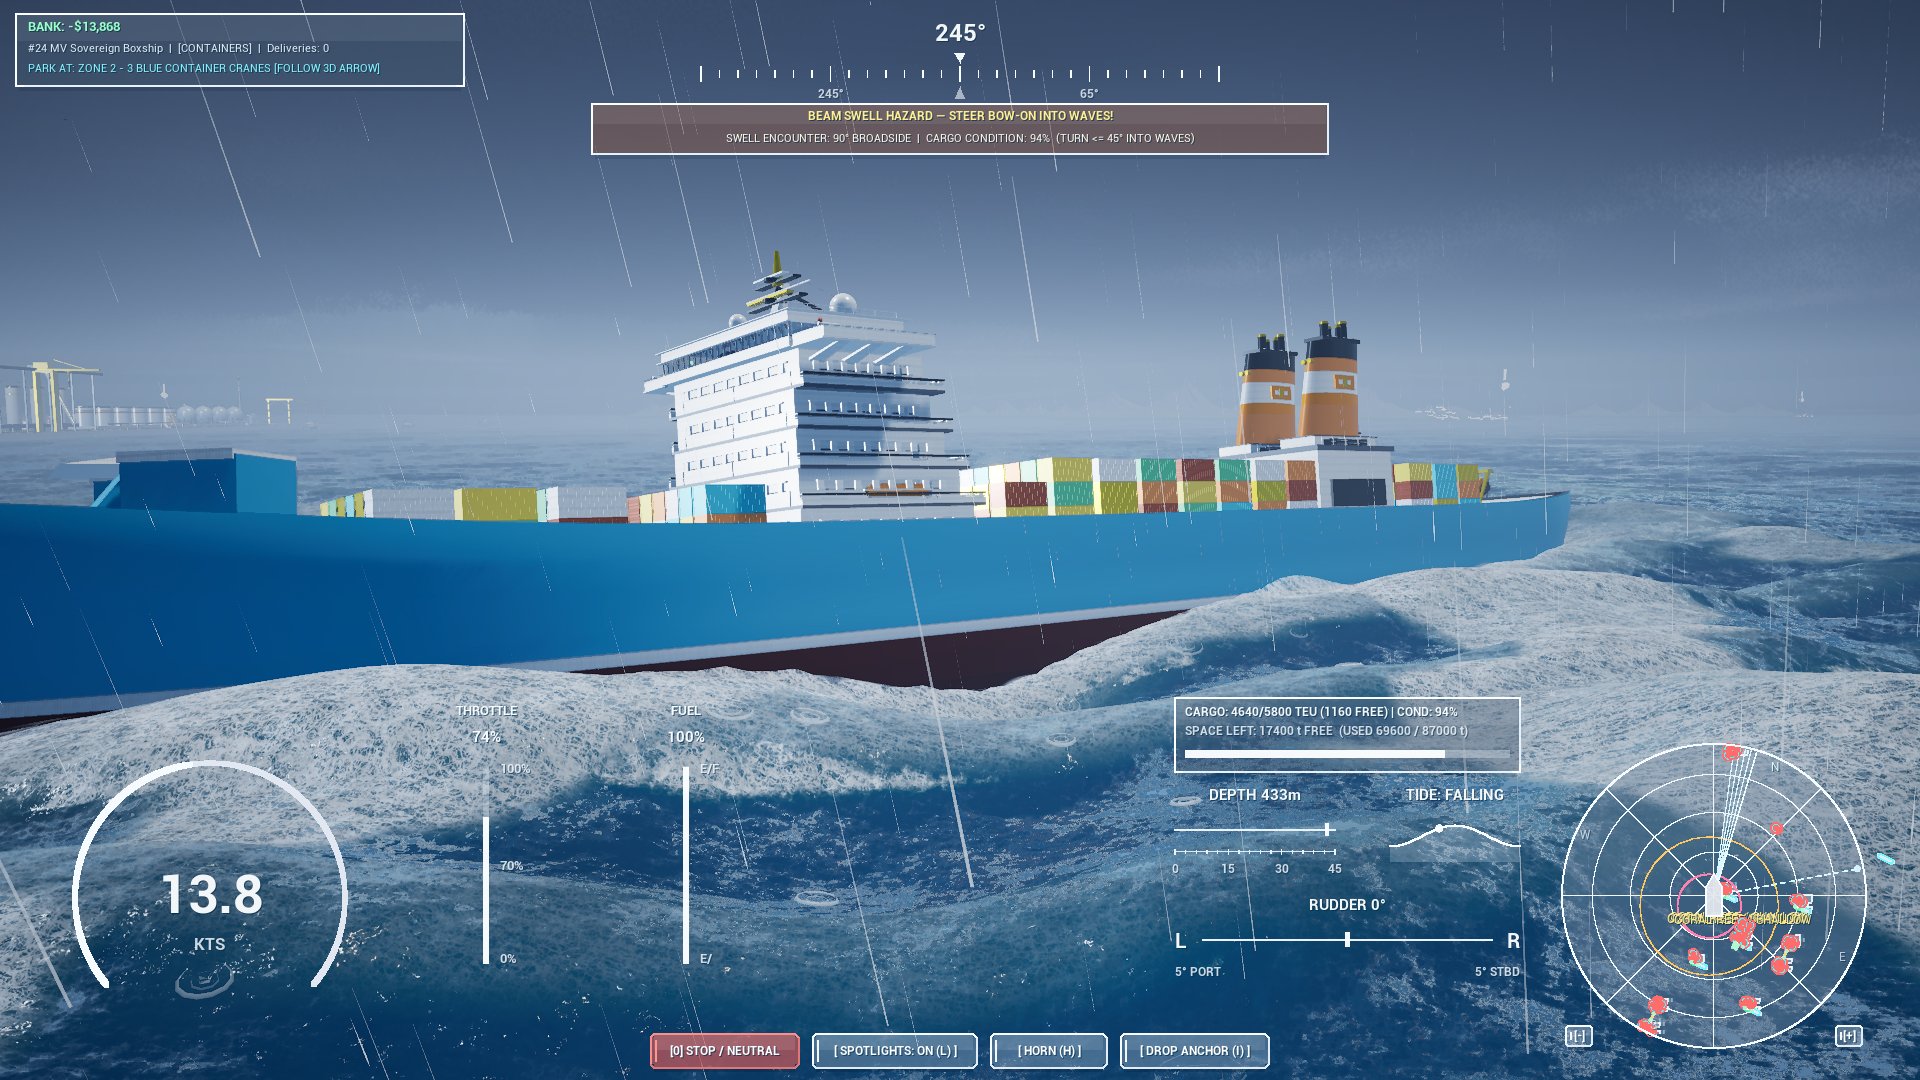 BANK: -$13,868
#24 MV Sovereign Boxship | [CONTAINERS] | Deliveries: 0
PARK AT: ZONE 2 - 3 BLUE CONTAINER CRANES [FOLLOW 3D ARROW]
245°
245°
65°
BEAM SWELL HAZARD — STEER BOW-ON INTO WAVES!
SWELL ENCOUNTER: 90° BROADSIDE | CARGO CONDITION: 94% (TURN <= 45° INTO WAVES)
THROTTLE
74%
100%
70%
0%
FUEL
100%
E/F
E/
13.8
KTS
CARGO: 4640/5800 TEU (1160 FREE) | COND: 94%
SPACE LEFT: 17400 t FREE (USED 69600 / 87000 t)
DEPTH 433m
0 15 30 45
TIDE: FALLING
RUDDER 0°
L R
5° PORT 5° STBD
N
W
E
[-]
[+]
[0] STOP / NEUTRAL
[ SPOTLIGHTS: ON (L) ]
[ HORN (H) ]
[ DROP ANCHOR (I) ]